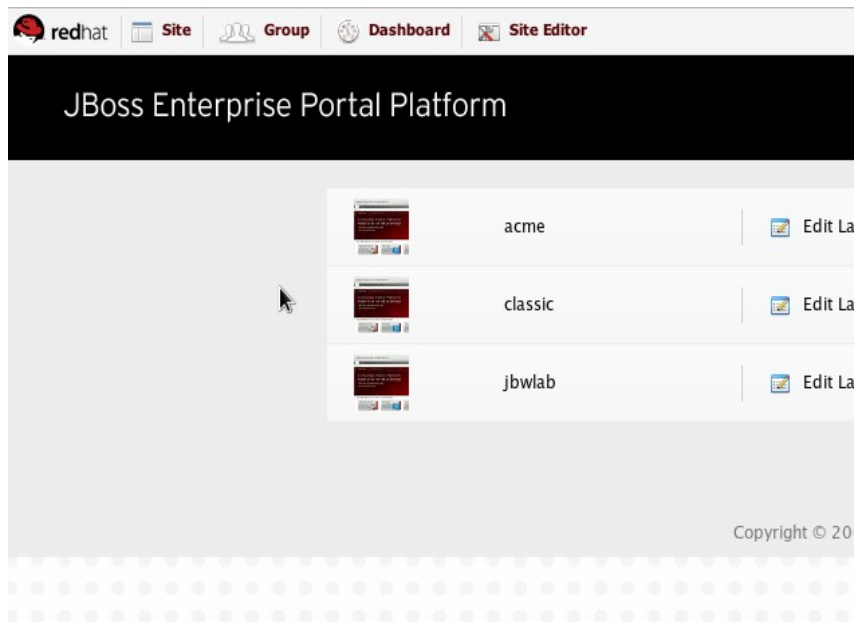 redhat Site Group Dashboard Site Editor
JBoss Enterprise Portal Platform
acme Edit La
classic Edit La
jbwlab Edit La
Copyright © 20